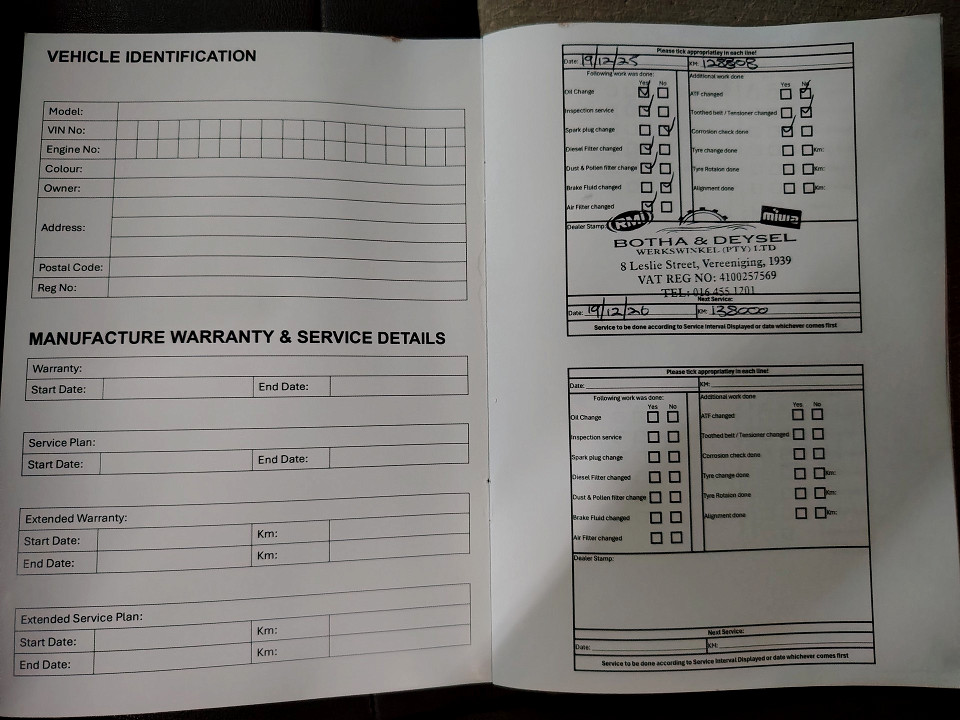 VEHICLE IDENTIFICATION
Model:
VIN No:
Engine No:
Colour:
Owner:
Address:
Postal Code:
Reg No:
MANUFACTURE WARRANTY & SERVICE DETAILS
Warranty:
Start Date: End Date:
Service Plan:
Start Date: End Date:
Extended Warranty:
Start Date: Km:
End Date: Km:
Extended Service Plan:
Start Date: Km:
End Date: Km:
Please tick appropriatley in each line!
Date: 19/12/25 KM: 128808
Following work was done: Additional work done
Yes No Yes No
Oil Change ATF changed
Inspection service Toothed belt / Tensioner changed
Spark plug change Corrosion check done
Diesel Filter changed Tyre change done Km:
Dust & Pollen filter change Tyre Rotaion done Km:
Brake Fluid changed Alignment done Km:
Air Filter changed
Dealer Stamp: RMI miwa
BOTHA & DEYSEL
WERKSWINKEL (PTY) LTD
8 Leslie Street, Vereeniging, 1939
VAT REG NO: 4100257569
TEL: 016 455 1701
Next Service:
Date: 19/12/26 KM: 138000
Service to be done according to Service Interval Displayed or date whichever comes first
Please tick appropriatley in each line!
Date: KM:
Following work was done: Additional work done
Yes No Yes No
Oil Change ATF changed
Inspection service Toothed belt / Tensioner changed
Spark plug change Corrosion check done
Diesel Filter changed Tyre change done Km:
Dust & Pollen filter change Tyre Rotaion done Km:
Brake Fluid changed Alignment done Km:
Air Filter changed
Dealer Stamp:
Next Service:
Date: KM:
Service to be done according to Service Interval Displayed or date whichever comes first